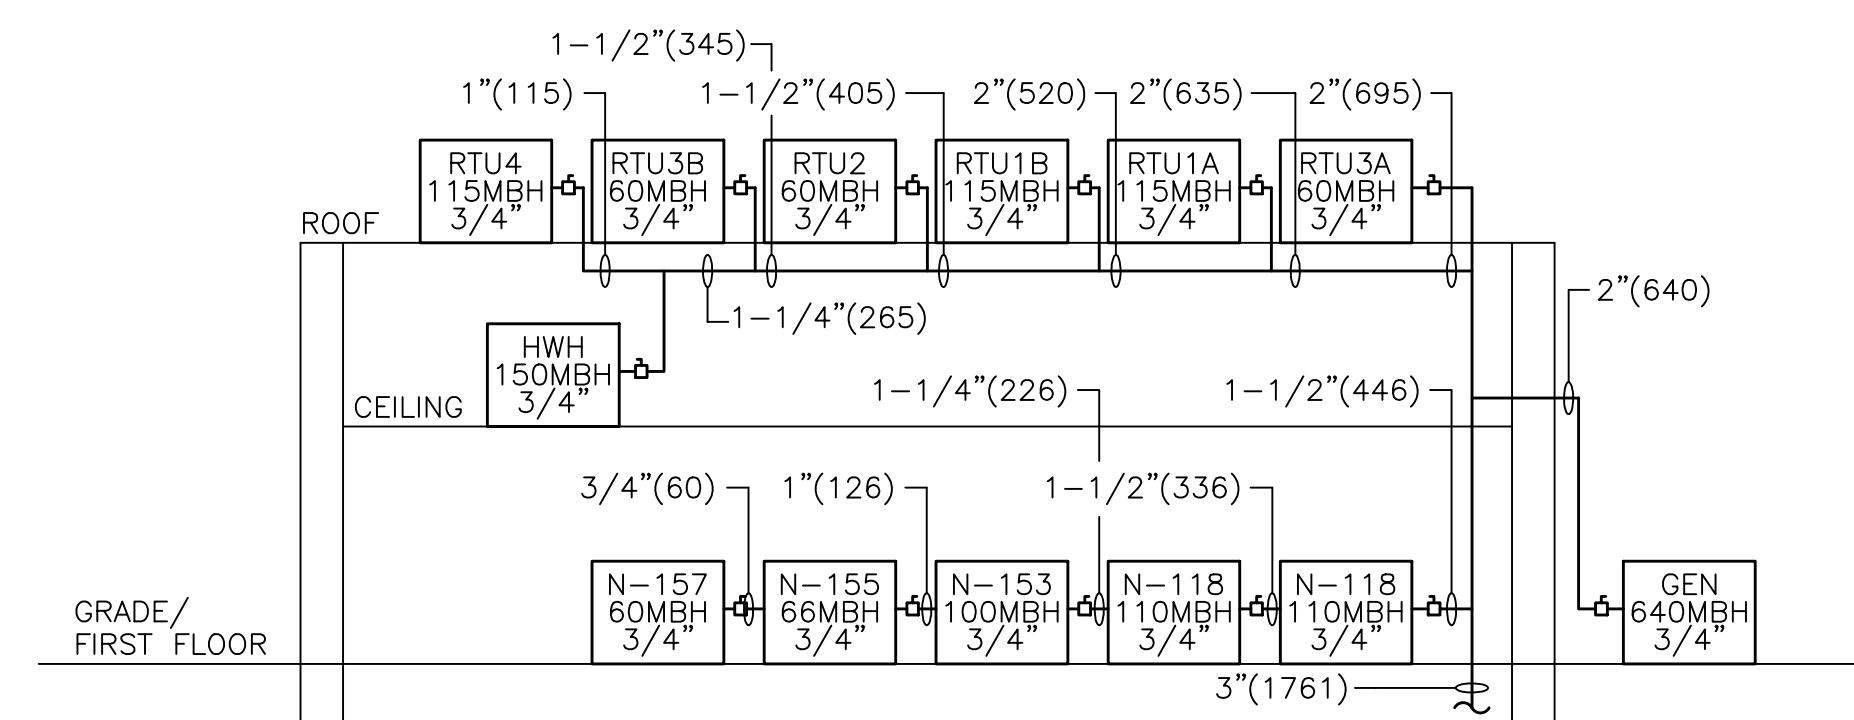 1-1/2"(345)
1"(115)
1-1/2"(405)
2"(520)
2"(635)
2"(695)
RTU4
115MBH
3/4"
RTU3B
60MBH
3/4"
RTU2
60MBH
3/4"
RTU1B
115MBH
3/4"
RTU1A
115MBH
3/4"
RTU3A
60MBH
3/4"
ROOF
2"(640)
1-1/4"(265)
HWH
150MBH
3/4"
CEILING
1-1/4"(226)
1-1/2"(446)
3/4"(60)
1"(126)
1-1/2"(336)
GRADE/
FIRST FLOOR
N-157
60MBH
3/4"
N-155
66MBH
3/4"
N-153
100MBH
3/4"
N-118
110MBH
3/4"
N-118
110MBH
3/4"
GEN
640MBH
3/4"
3"(1761)